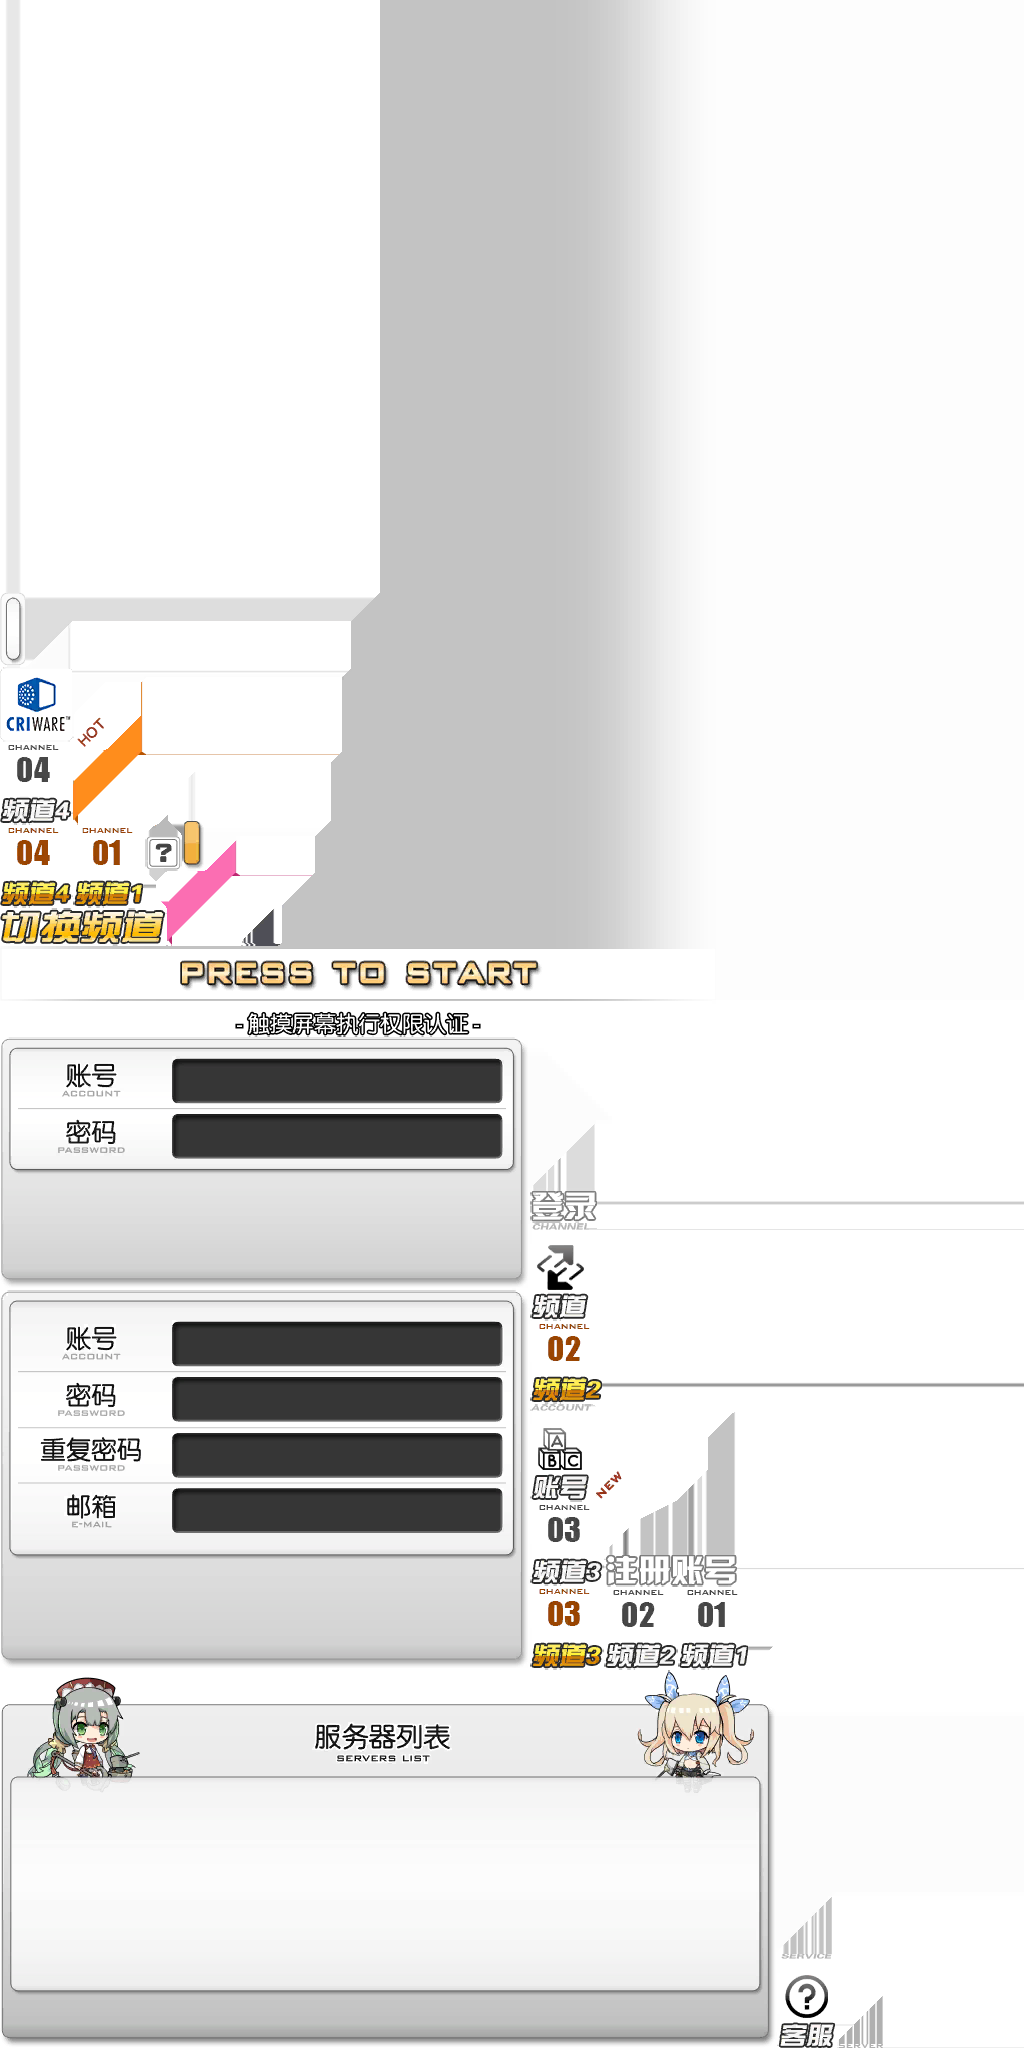 CRIWARE™
HOT
CHANNEL
04
频道4
CHANNEL
04
频道4
CHANNEL
01
频道1
?
切换频道
PRESS TO START
- 触摸屏幕执行权限认证 -
账号
ACCOUNT
密码
PASSWORD
登录
CHANNEL
频道
CHANNEL
02
频道2
ACCOUNT
账号
ACCOUNT
密码
PASSWORD
重复密码
PASSWORD
邮箱
E-MAIL
A
B C
账号
NEW
CHANNEL
03
频道3
注册账号
CHANNEL
03
频道3
CHANNEL
02
频道2
CHANNEL
01
频道1
服务器列表
SERVERS LIST
SERVICE
?
客服
SERVER